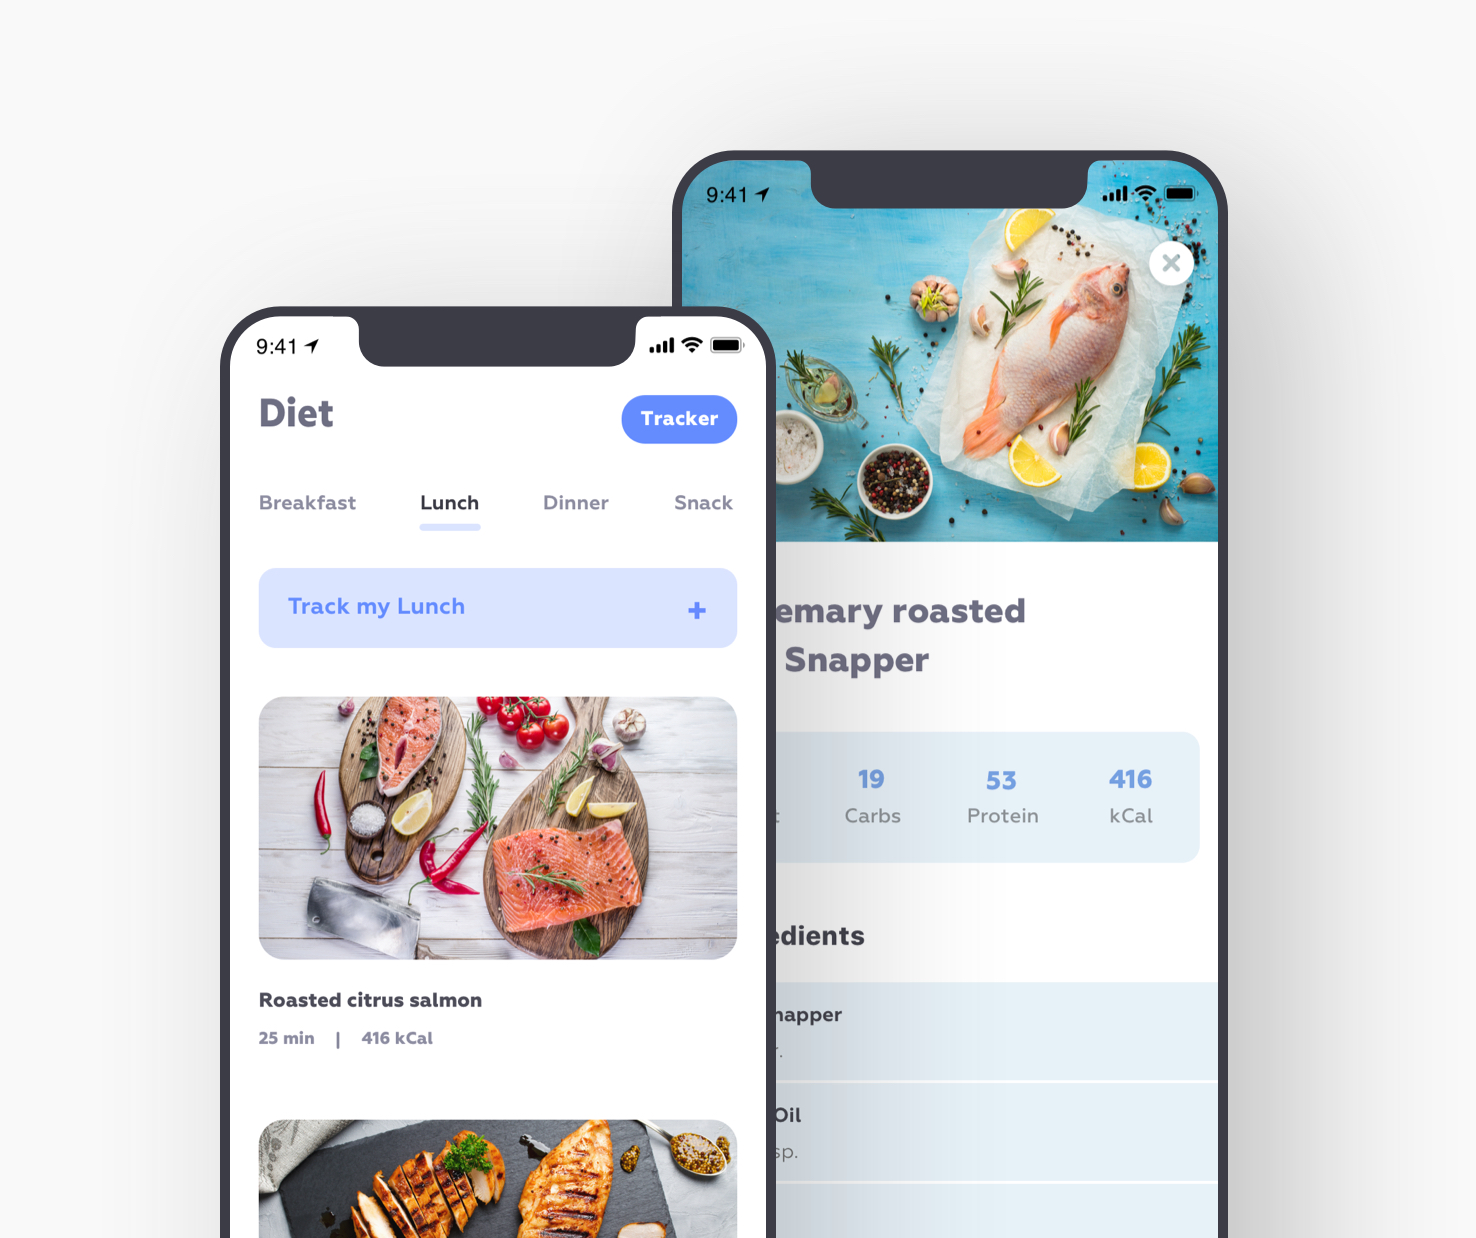 9:41
Diet
Tracker
Breakfast Lunch Dinner Snack
Track my Lunch +
Roasted citrus salmon
25 min | 416 kCal
9:41
emary roasted
Snapper
19 53 416
t Carbs Protein kCal
edients
napper
r.
Oil
sp.